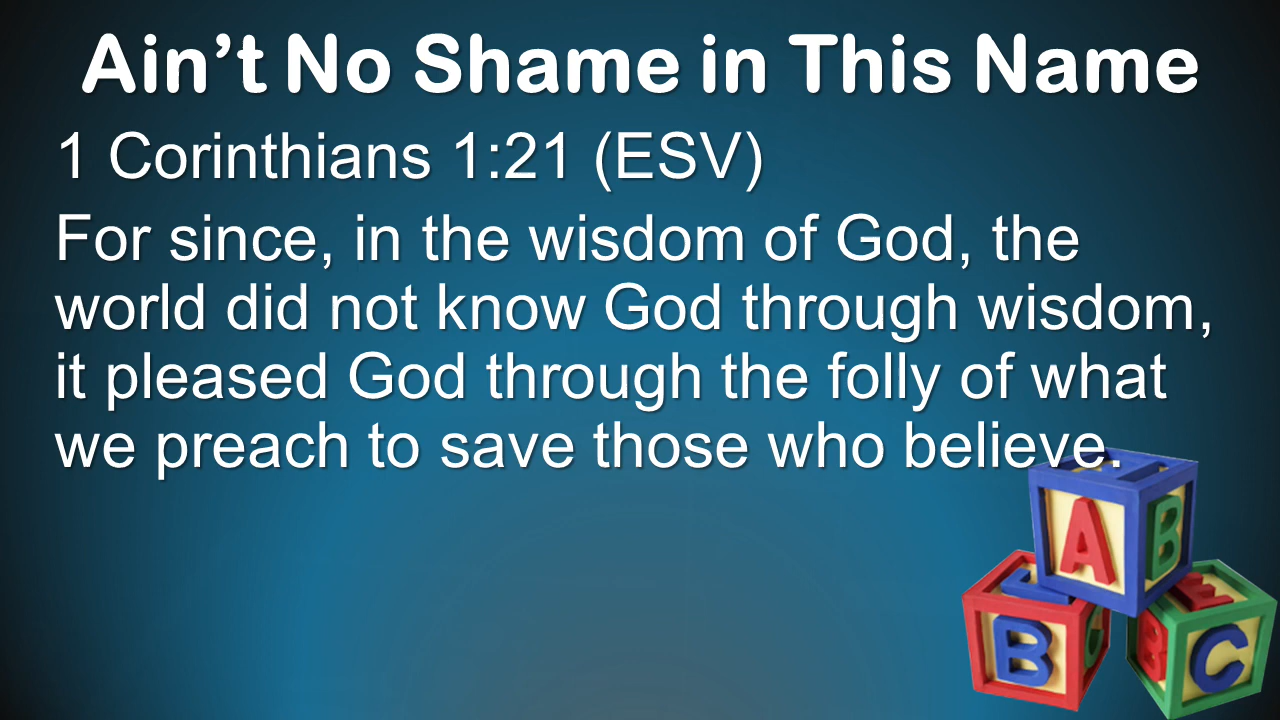 Ain’t No Shame in This Name
1 Corinthians 1:21 (ESV)
For since, in the wisdom of God, the
world did not know God through wisdom,
it pleased God through the folly of what
we preach to save those who believe.
A B
B
C